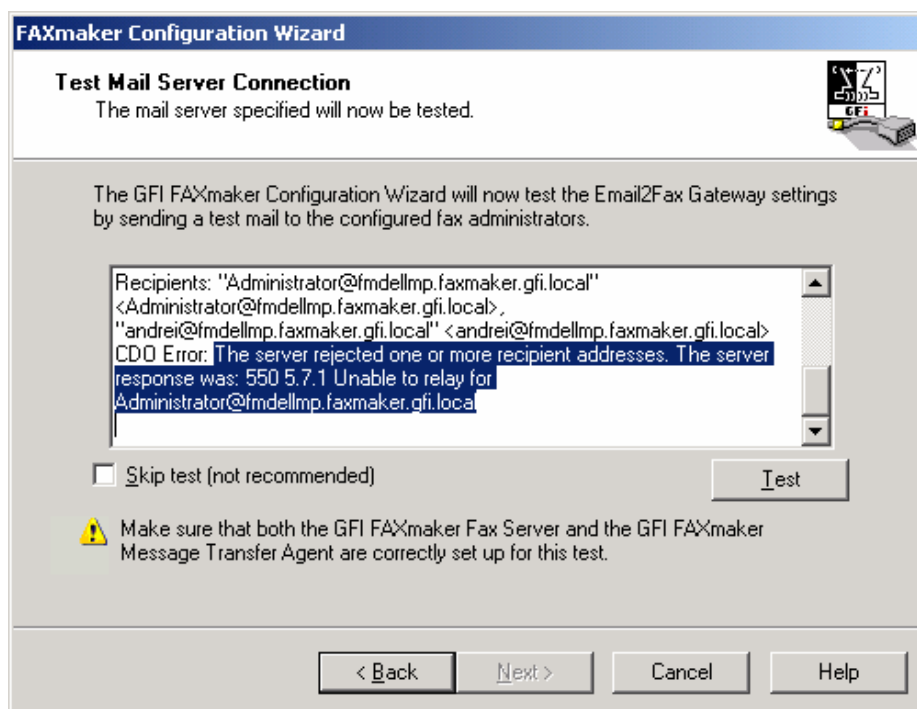 FAXmaker Configuration Wizard
Test Mail Server Connection
The mail server specified will now be tested.
GFi
The GFI FAXmaker Configuration Wizard will now test the Email2Fax Gateway settings
by sending a test mail to the configured fax administrators.
Recipients: "Administrator@fmdellmp.faxmaker.gfi.local"
<Administrator@fmdellmp.faxmaker.gfi.local>,
"andrei@fmdellmp.faxmaker.gfi.local" <andrei@fmdellmp.faxmaker.gfi.local>
CDO Error: The server rejected one or more recipient addresses. The server
response was: 550 5.7.1 Unable to relay for
Administrator@fmdellmp.faxmaker.gfi.local
Skip test (not recommended)
Test
Make sure that both the GFI FAXmaker Fax Server and the GFI FAXmaker
Message Transfer Agent are correctly set up for this test.
< Back
Next >
Cancel
Help